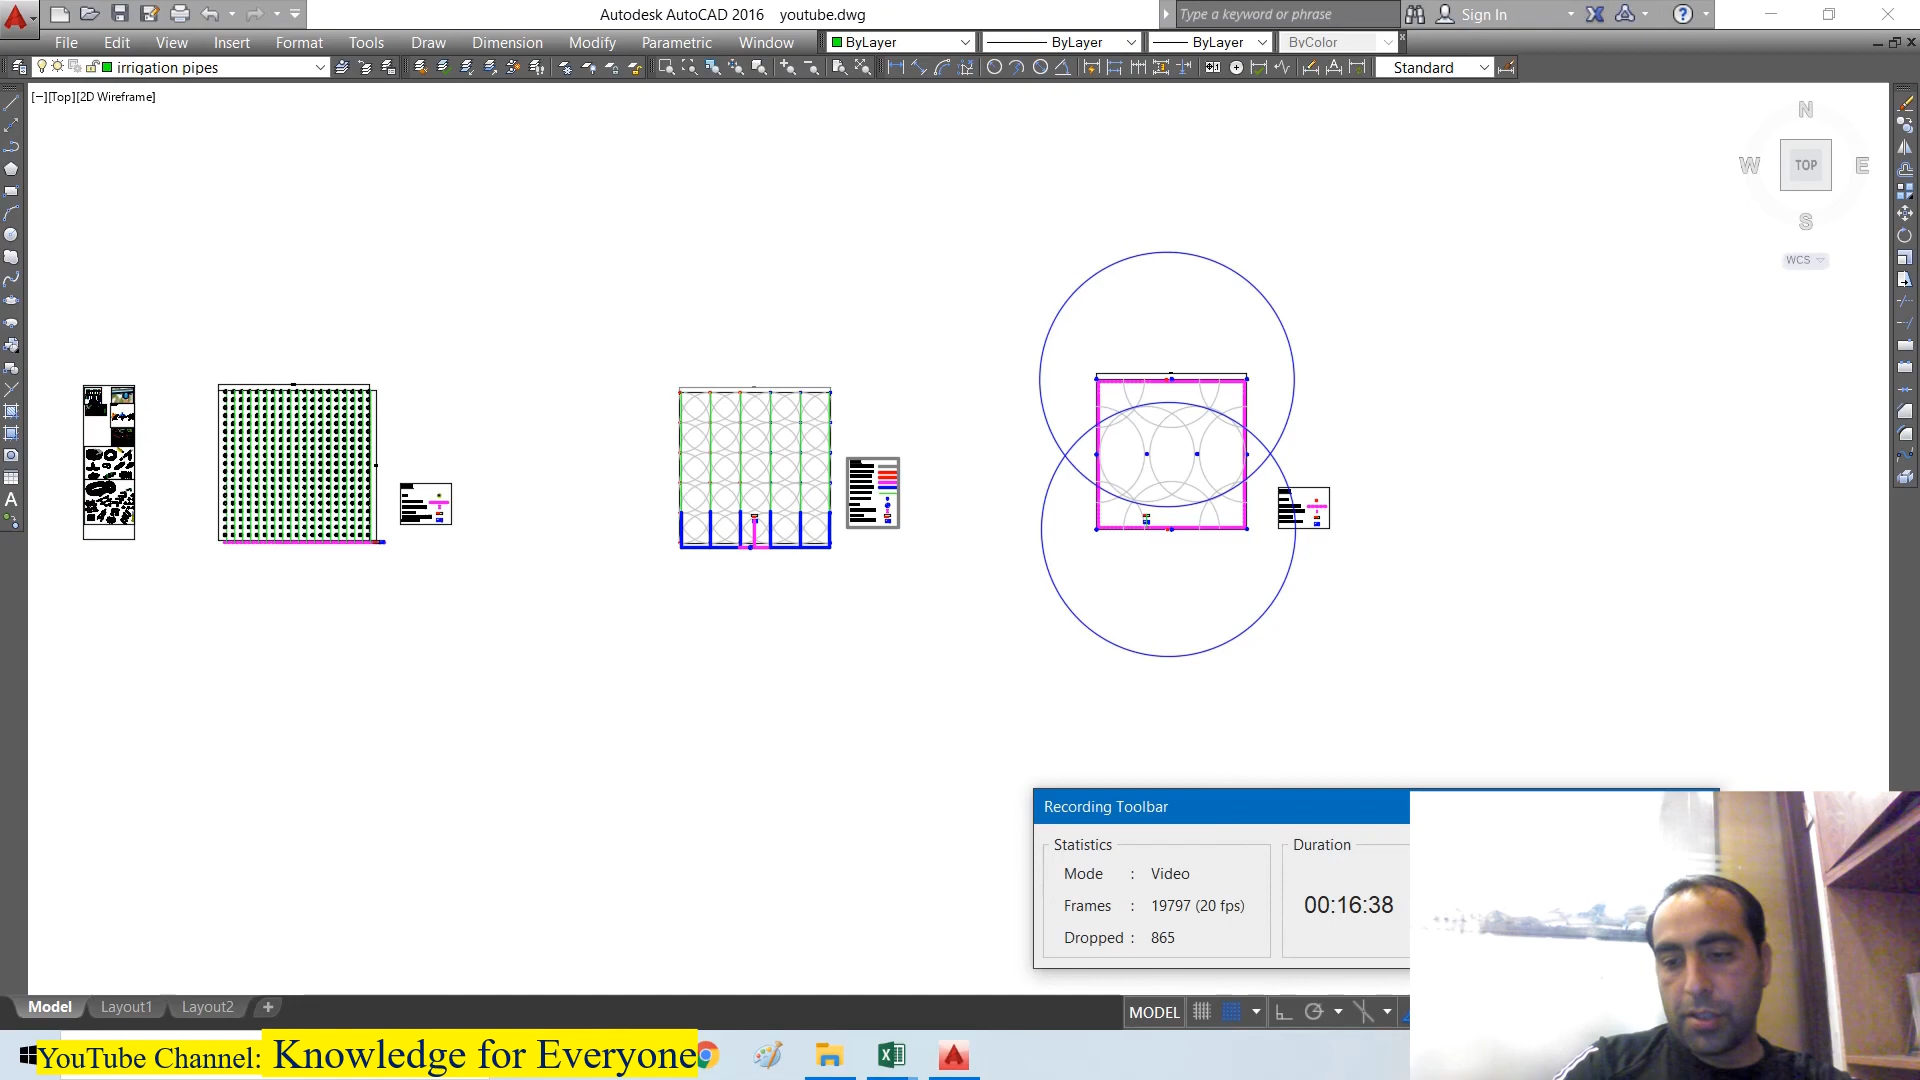 Autodesk AutoCAD 2016 youtube.dwg
Type a keyword or phrase
Sign In
File Edit View Insert Format Tools Draw Dimension Modify Parametric Window
ByLayer ByLayer ByLayer ByColor
irrigation pipes
Standard
[−][Top][2D Wireframe]
N
W TOP E
S
WCS
Recording Toolbar
Statistics
Mode : Video
Frames : 19797 (20 fps)
Dropped : 865
Duration
00:16:38
Model Layout1 Layout2 +
MODEL
YouTube Channel: Knowledge for Everyone